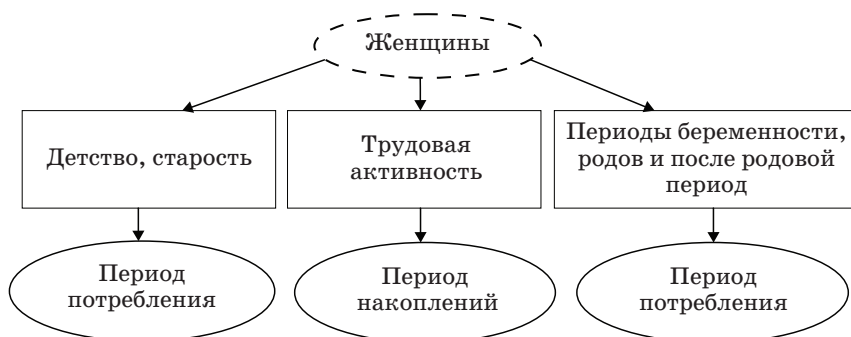 Женщины
Детство, старость
Трудовая
активность
Периоды беременности,
родов и после родовой
период
Период
потребления
Период
накоплений
Период
потребления